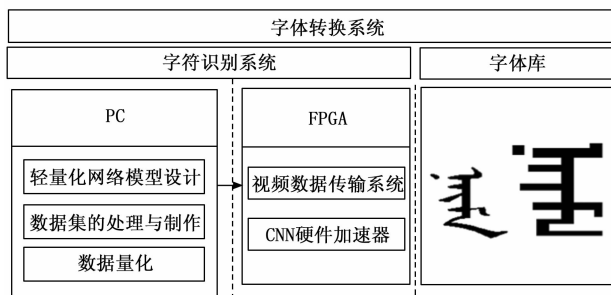 字体转换系统
字符识别系统
字体库
PC
FPGA
轻量化网络模型设计
数据集的处理与制作
数据量化
视频数据传输系统
CNN硬件加速器